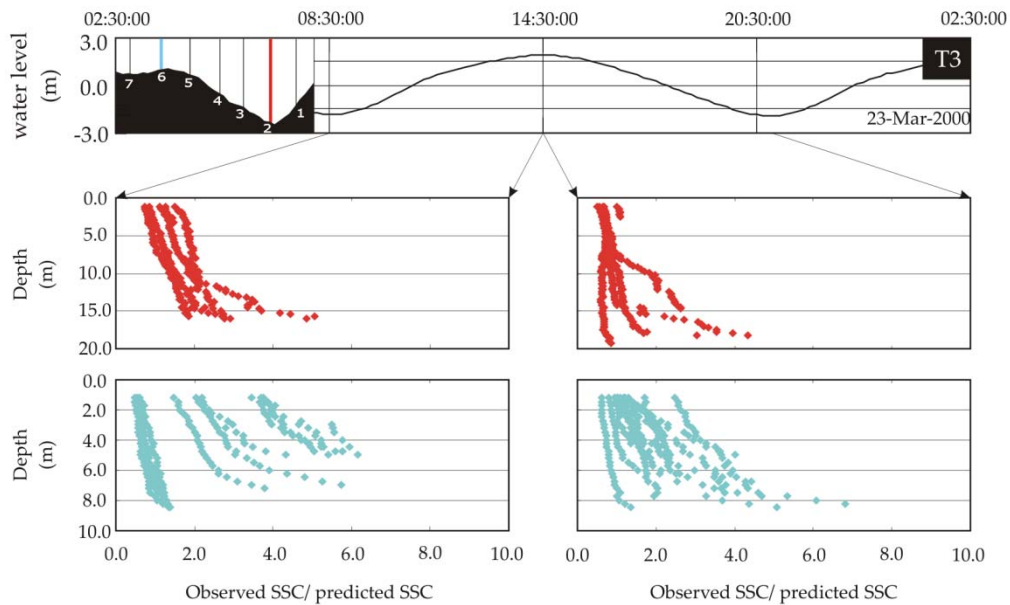 02:30:00 08:30:00 14:30:00 20:30:00 02:30:00
water level
(m)
3.0
0.0
-3.0
7 6 5 4 3 2 1
T3
23-Mar-2000
Depth
(m)
0.0
5.0
10.0
15.0
20.0
Depth
(m)
0.0
2.0
4.0
6.0
8.0
10.0
0.0 2.0 4.0 6.0 8.0 10.0 0.0 2.0 4.0 6.0 8.0 10.0
Observed SSC/ predicted SSC Observed SSC/ predicted SSC